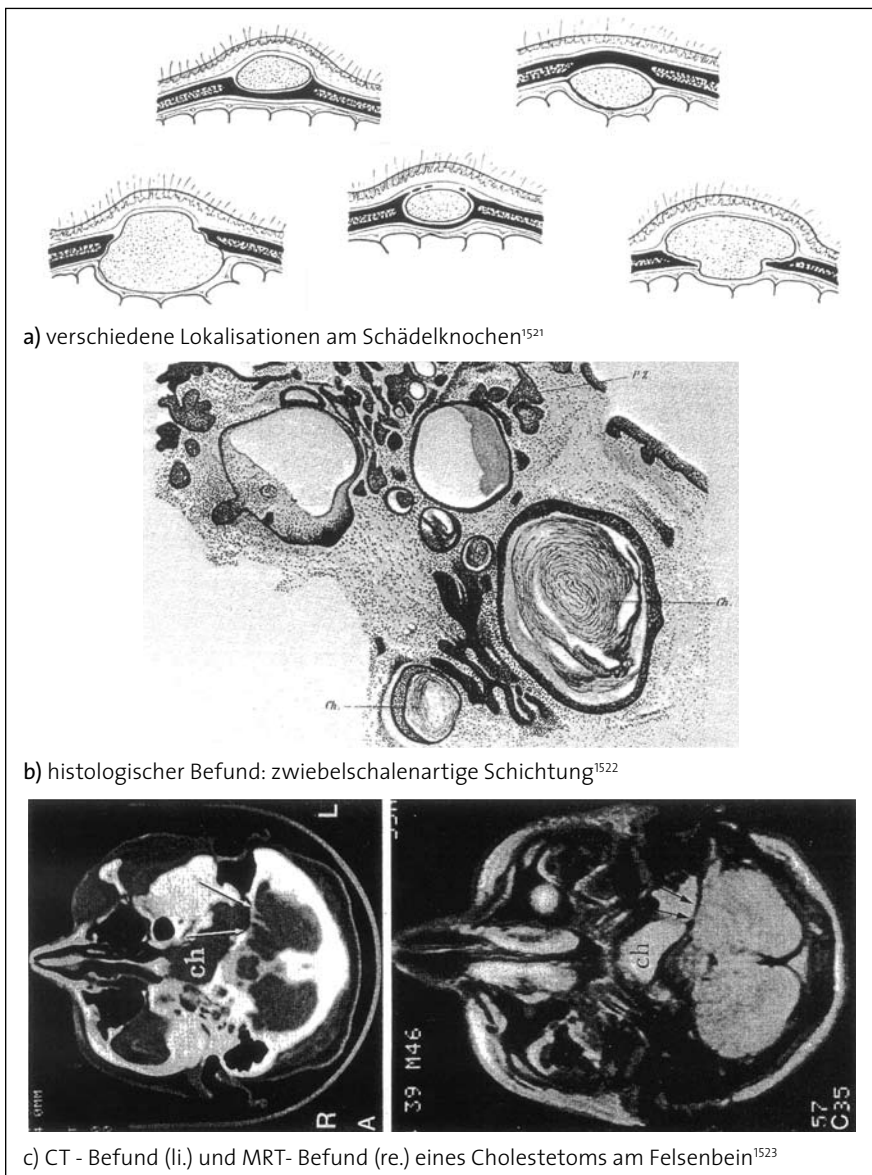 a) verschiedene Lokalisationen am Schädelknochen1521
P.Z.
Ch.
Ch.
b) histologischer Befund: zwiebelschalenartige Schichtung1522
L
ch
R
A
ch
39 M46
57
C35
c) CT - Befund (li.) und MRT- Befund (re.) eines Cholestetoms am Felsenbein1523